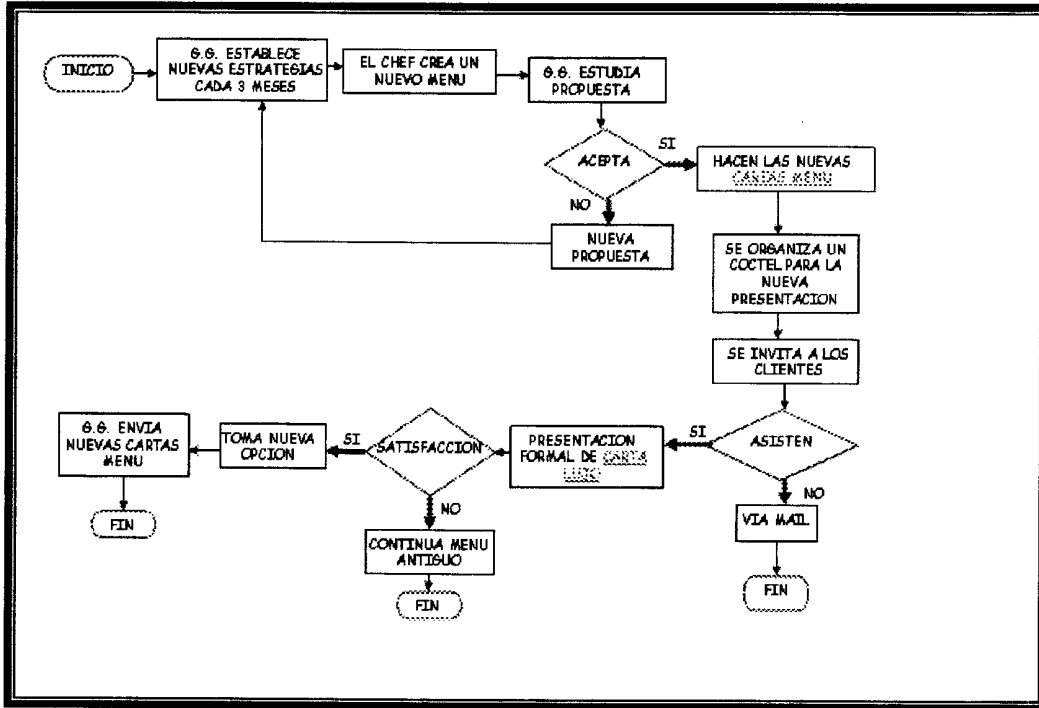 INICIO
G.G. ESTABLECE
NUEVAS ESTRATEGIAS
CADA 3 MESES
EL CHEF CREA UN
NUEVO MENU
G.G. ESTUDIA
PROPUESTA
ACEPTA
SI
HACEN LAS NUEVAS
CARTAS MENU
NO
NUEVA
PROPUESTA
SE ORGANIZA UN
COCTEL PARA LA
NUEVA
PRESENTACION
SE INVITA A LOS
CLIENTES
ASISTEN
SI
PRESENTACION
FORMAL DE CARTA
SATISFACCION
SI
TOMA NUEVA
OPCION
G.G. ENVIA
NUEVAS CARTAS
MENU
FIN
NO
CONTINUA MENU
ANTIGUO
FIN
NO
VIA MAIL
FIN